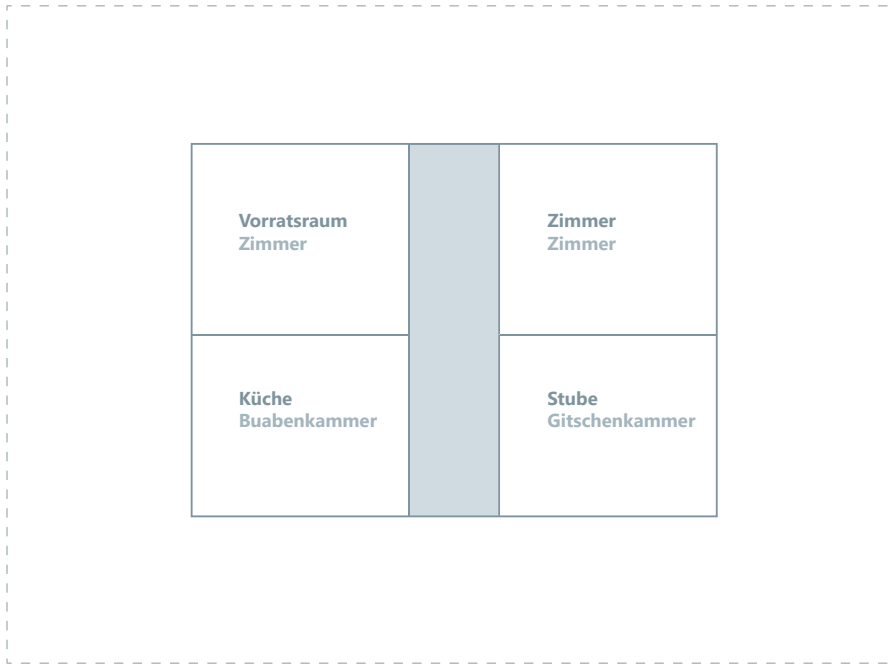 Vorratsraum
Zimmer
Zimmer
Zimmer
Küche
Buabenkammer
Stube
Gitschenkammer